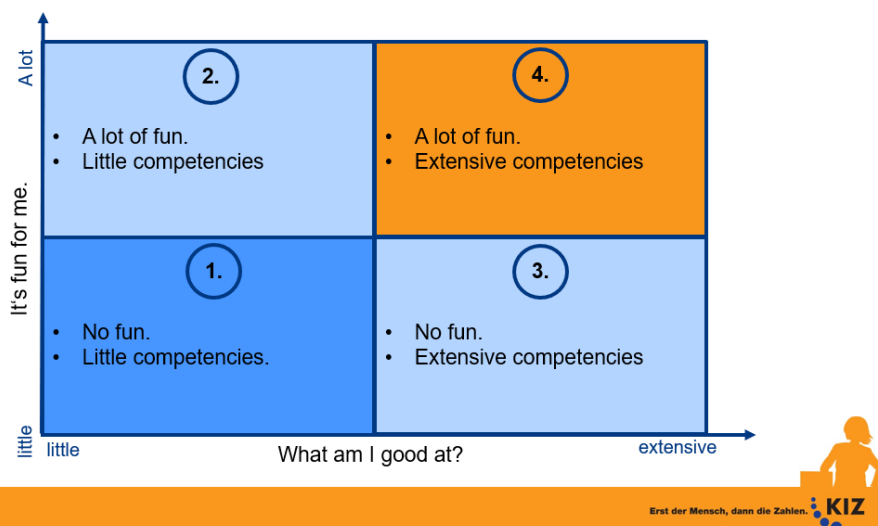 A lot
It's fun for me.
little
2.
• A lot of fun.
• Little competencies
4.
• A lot of fun.
• Extensive competencies
1.
• No fun.
• Little competencies.
3.
• No fun.
• Extensive competencies
little
What am I good at?
extensive
Erst der Mensch, dann die Zahlen.
KIZ